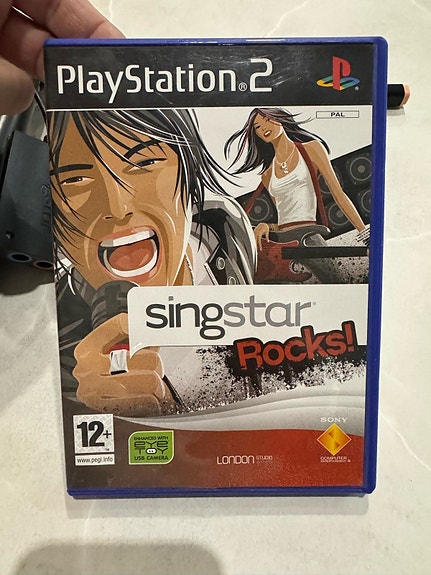 PlayStation®2
PAL
singstar®
Rocks!
12+
www.pegi.info
ENHANCED WITH
EYE
TOY
USB CAMERA
LONDON STUDIO
SONY
COMPUTER
ENTERTAINMENT ®